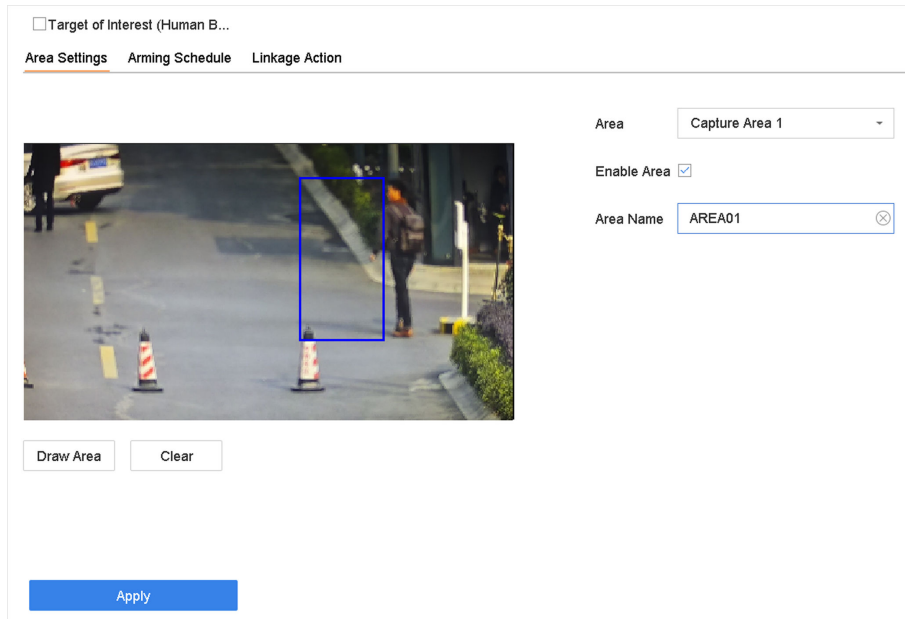 Target of Interest (Human B...
Area Settings Arming Schedule Linkage Action
Area Capture Area 1
Enable Area
Area Name AREA01
Draw Area Clear
Apply